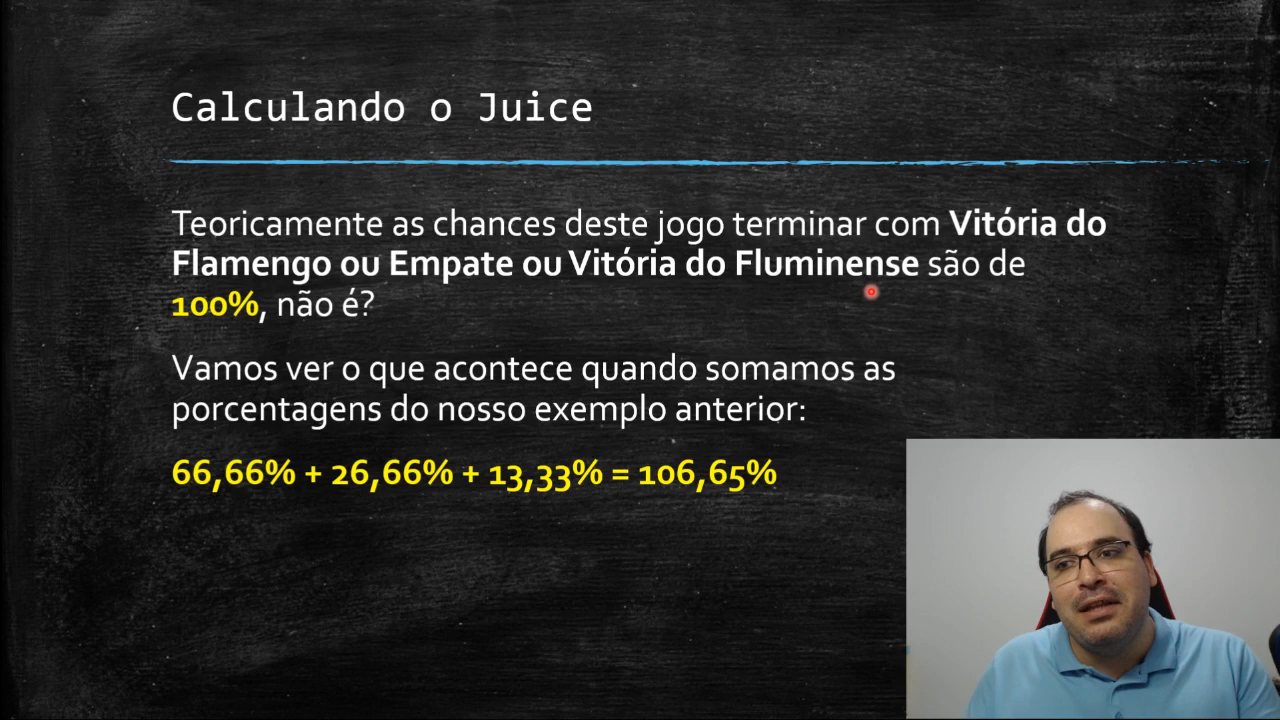 Calculando o Juice
Teoricamente as chances deste jogo terminar com Vitória do
Flamengo ou Empate ou Vitória do Fluminense são de
100%, não é?
Vamos ver o que acontece quando somamos as
porcentagens do nosso exemplo anterior:
66,66% + 26,66% + 13,33% = 106,65%